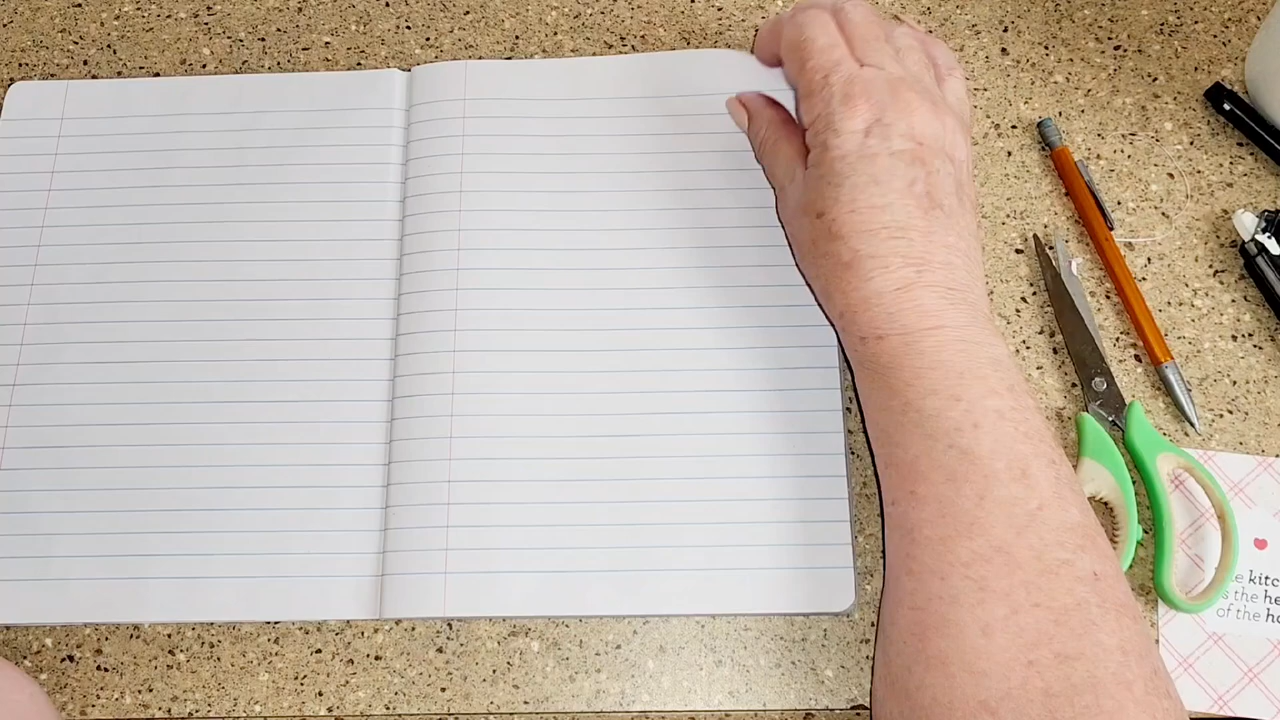 kitc
s the he
of the ho